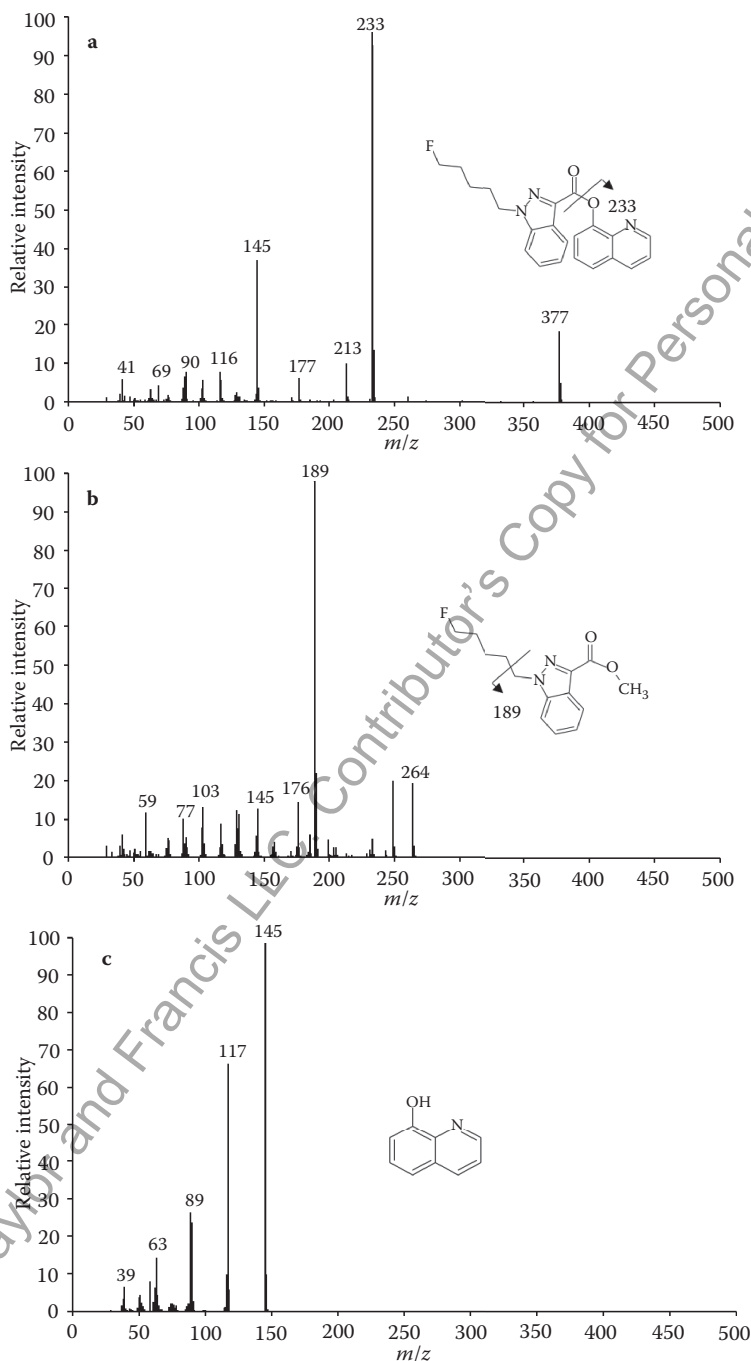 a
Relative intensity
100
90
80
70
60
50
40
30
20
10
0
233
145
377
213
177
116
90
69
41
F
N
N
O
O
233
N
0 50 100 150 200 250 300 350 400 450 500
m/z
b
Relative intensity
100
90
80
70
60
50
40
30
20
10
0
189
264
176
145
103
77
59
F
N
N
O
O
CH3
189
0 50 100 150 200 250 300 350 400 450 500
m/z
c
Relative intensity
100
90
80
70
60
50
40
30
20
10
0
145
117
89
63
39
OH
N
0 50 100 150 200 250 300 350 400 450 500
m/z
Taylor and Francis LLC, Contributor's Copy for Personal